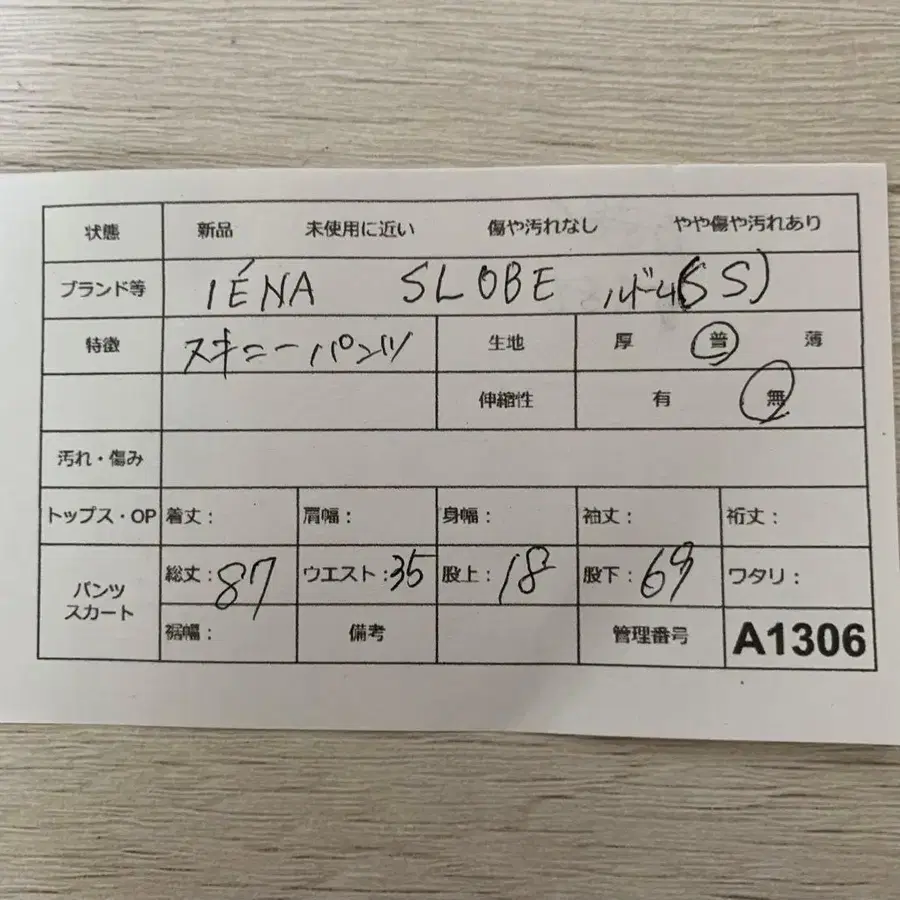 状態 新品 未使用に近い 傷や汚れなし やや傷や汚れあり
ブランド等 IÉNA SLOBE (SS)
特徴 スキニーパンツ 生地 厚 普 薄
伸縮性 有 無
汚れ・傷み
トップス・OP 着丈: 肩幅: 身幅: 袖丈: 裄丈:
パンツ スカート 総丈:87 ウエスト:35 股上:18 股下:69 ワタリ:
裾幅: 備考 管理番号 A1306